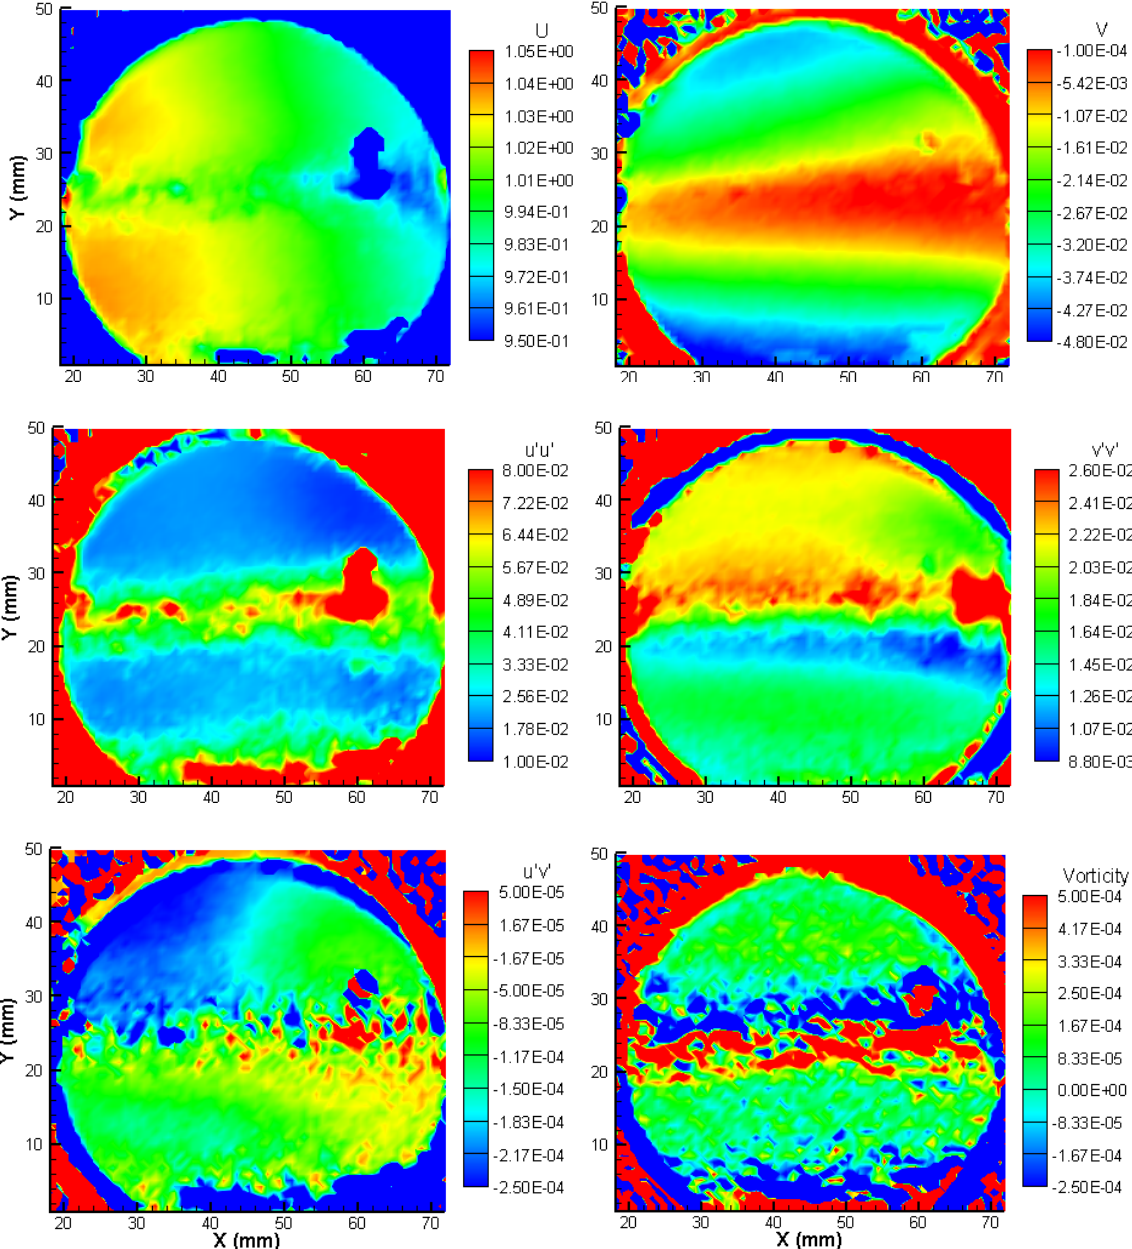 U
1.05E+00
1.04E+00
1.03E+00
1.02E+00
1.01E+00
9.94E-01
9.83E-01
9.72E-01
9.61E-01
9.50E-01
50
40
30
20
10
Y (mm)
20 30 40 50 60 70
V
-1.00E-04
-5.42E-03
-1.07E-02
-1.61E-02
-2.14E-02
-2.67E-02
-3.20E-02
-3.74E-02
-4.27E-02
-4.80E-02
50
40
30
20
10
20 30 40 50 60 70
u'u'
8.00E-02
7.22E-02
6.44E-02
5.67E-02
4.89E-02
4.11E-02
3.33E-02
2.56E-02
1.78E-02
1.00E-02
50
40
30
20
10
Y (mm)
20 30 40 50 60 70
v'v'
2.60E-02
2.41E-02
2.22E-02
2.03E-02
1.84E-02
1.64E-02
1.45E-02
1.26E-02
1.07E-02
8.80E-03
50
40
30
20
10
20 30 40 50 60 70
u'v'
5.00E-05
1.67E-05
-1.67E-05
-5.00E-05
-8.33E-05
-1.17E-04
-1.50E-04
-1.83E-04
-2.17E-04
-2.50E-04
50
40
30
20
10
Y (mm)
20 30 40 50 60 70
X (mm)
Vorticity
5.00E-04
4.17E-04
3.33E-04
2.50E-04
1.67E-04
8.33E-05
0.00E+00
-8.33E-05
-1.67E-04
-2.50E-04
50
40
30
20
10
20 30 40 50 60 70
X (mm)